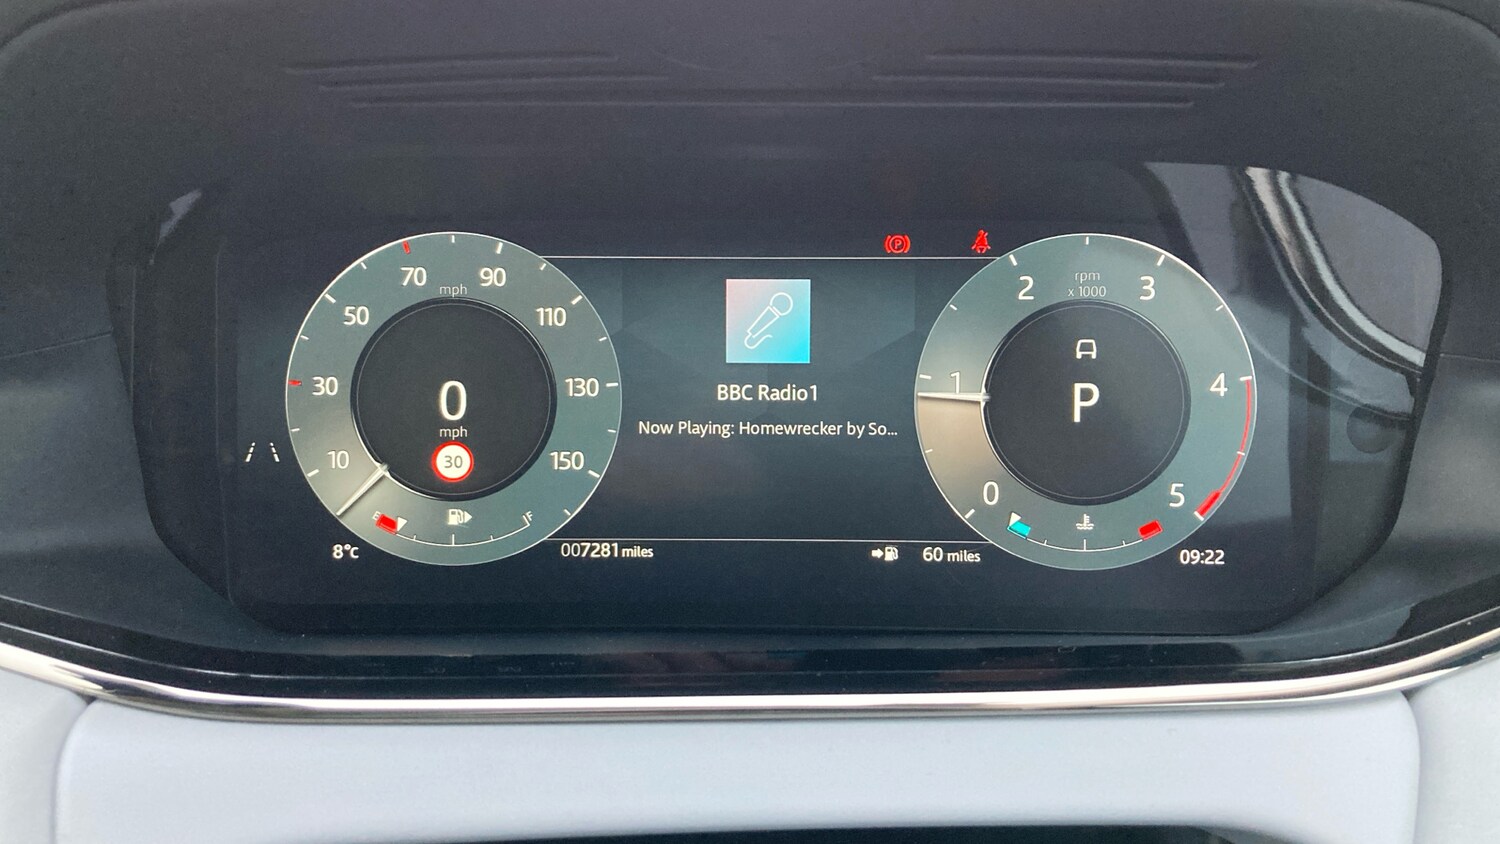 70
90
mph
50
110
30
130
0
mph
30
10
150
E
F
8°c
007281 miles
P
BBC Radio1
Now Playing: Homewrecker by So...
60 miles
2
rpm
x 1000
3
1
P
4
0
5
09:22